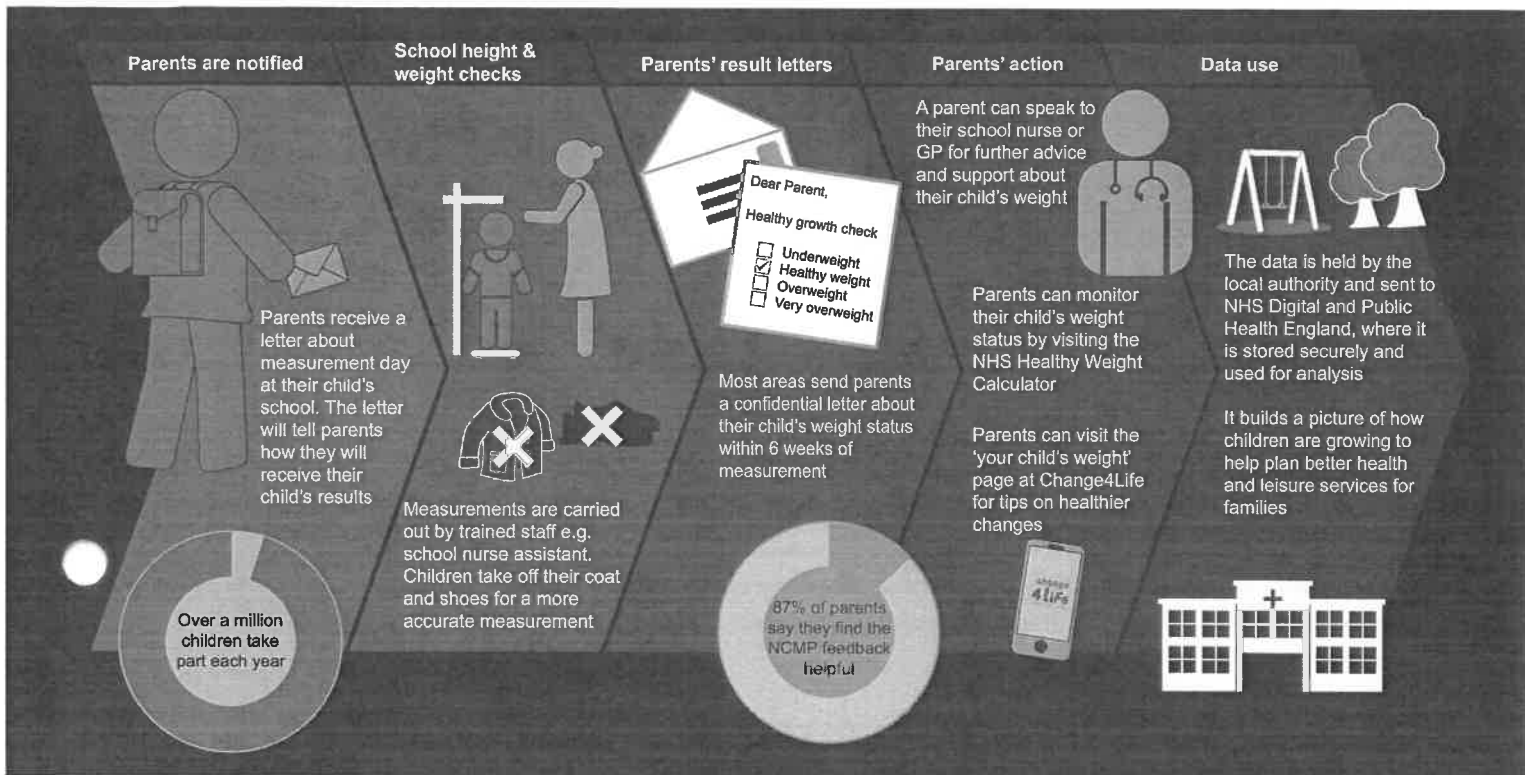 Parents are notified
Parents receive a
letter about
measurement day
at their child's
school. The letter
will tell parents
how they will
receive their
child's results
Over a million
children take
part each year
School height &
weight checks
Measurements are carried
out by trained staff e.g.
school nurse assistant.
Children take off their coat
and shoes for a more
accurate measurement
Parents' result letters
Dear Parent,
Healthy growth check
Underweight
Healthy weight
Overweight
Very overweight
Most areas send parents
a confidential letter about
their child's weight status
within 6 weeks of
measurement
87% of parents
say they find the
NCMP feedback
helpful
Parents' action
A parent can speak to
their school nurse or
GP for further advice
and support about
their child's weight
Parents can monitor
their child's weight
status by visiting the
NHS Healthy Weight
Calculator
Parents can visit the
'your child's weight'
page at Change4Life
for tips on healthier
changes
change
4Life
Data use
The data is held by the
local authority and sent to
NHS Digital and Public
Health England, where it
is stored securely and
used for analysis
It builds a picture of how
children are growing to
help plan better health
and leisure services for
families